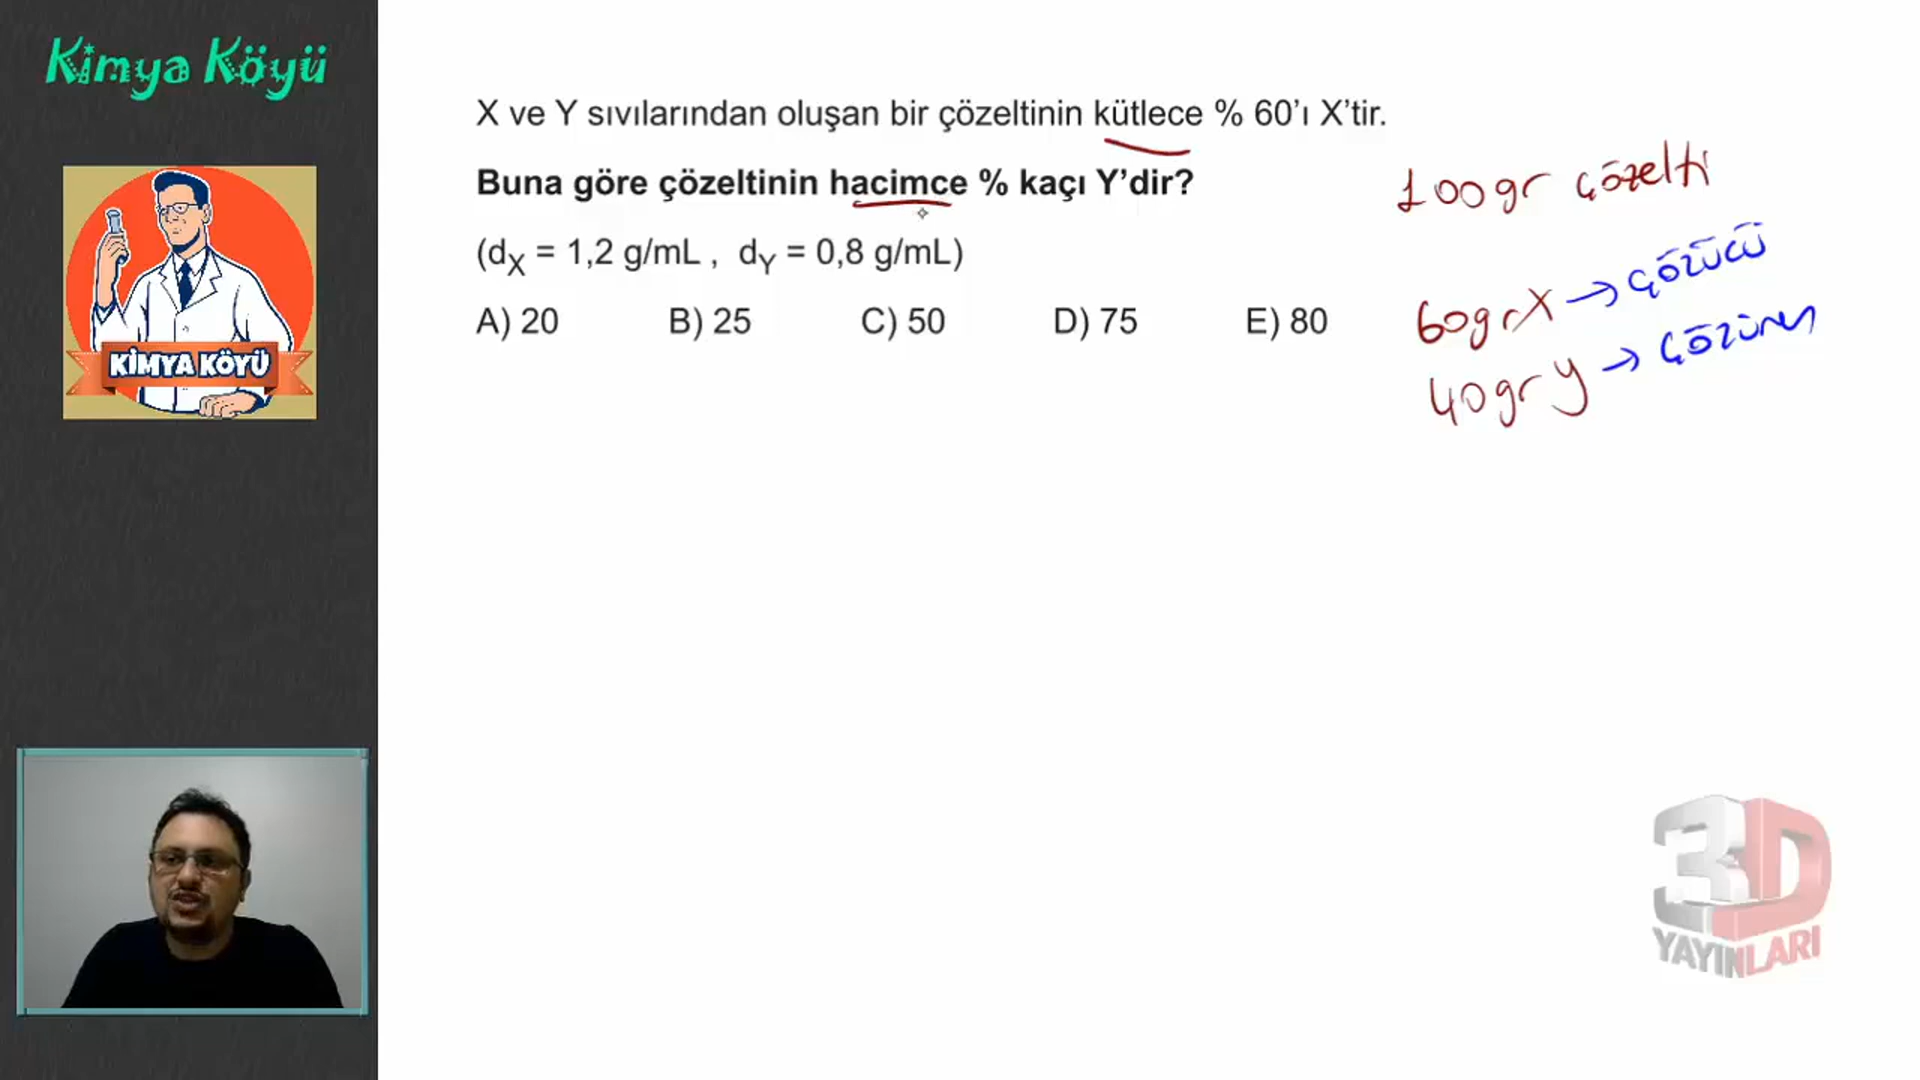 Kimya Köyü
KİMYA KÖYÜ
X ve Y sıvılarından oluşan bir çözeltinin kütlece % 60’ı X’tir.
Buna göre çözeltinin hacimce % kaçı Y’dir?
(dX = 1,2 g/mL , dY = 0,8 g/mL)
A) 20 B) 25 C) 50 D) 75 E) 80
100gr çözelti
60gr X → çözücü
40gr Y → çözünen
3D
YAYINLARI